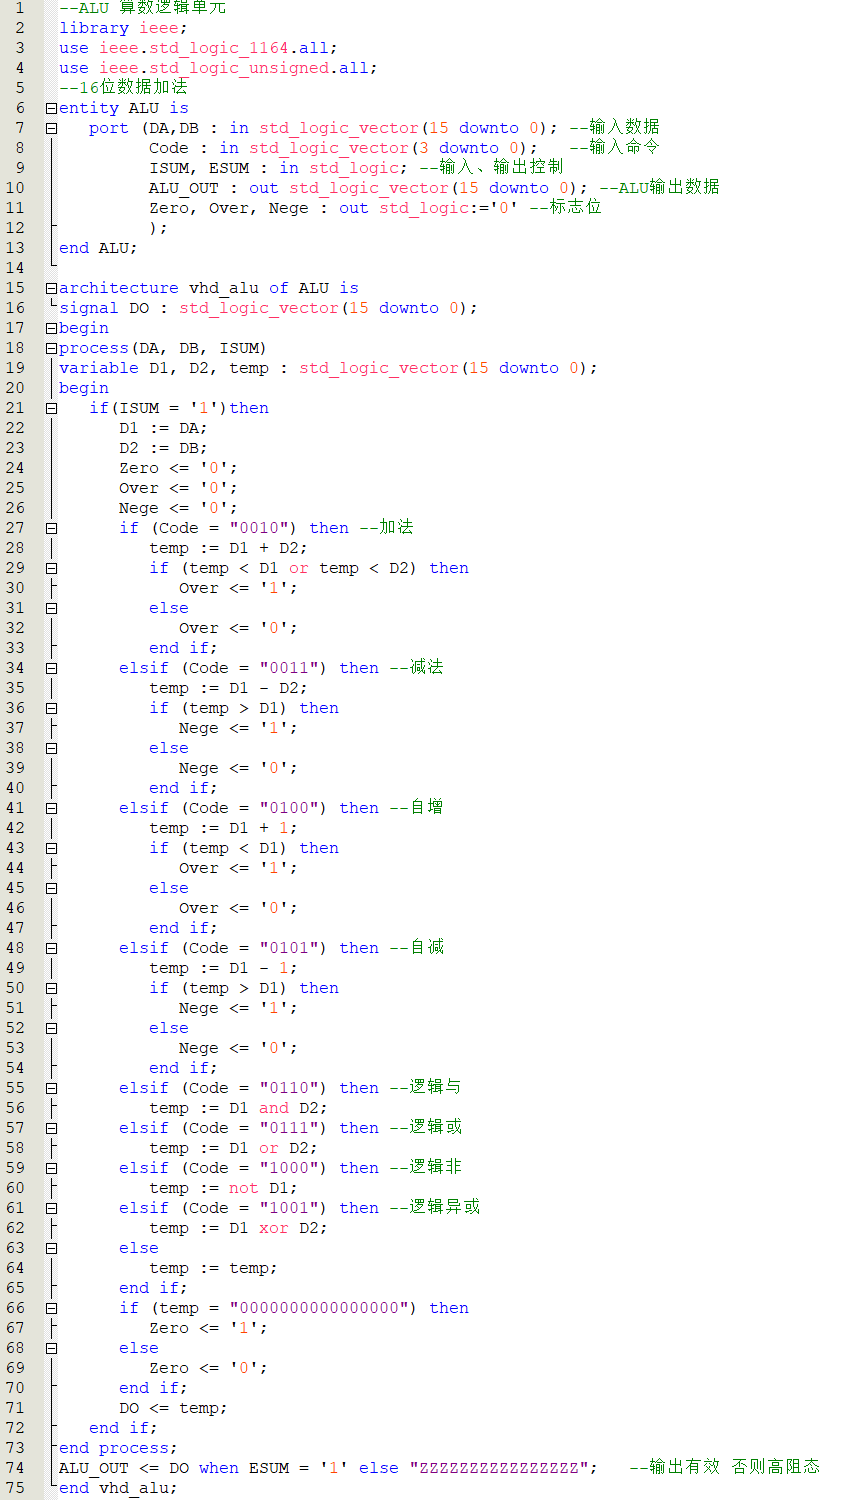 1 --ALU 算数逻辑单元
2 library ieee;
3 use ieee.std_logic_1164.all;
4 use ieee.std_logic_unsigned.all;
5 --16位数据加法
6 entity ALU is
7    port (DA,DB : in std_logic_vector(15 downto 0); --输入数据
8          Code : in std_logic_vector(3 downto 0);   --输入命令
9          ISUM, ESUM : in std_logic; --输入、输出控制
10          ALU_OUT : out std_logic_vector(15 downto 0); --ALU输出数据
11          Zero, Over, Nege : out std_logic:='0' --标志位
12          );
13 end ALU;
14
15 architecture vhd_alu of ALU is
16 signal DO : std_logic_vector(15 downto 0);
17 begin
18 process(DA, DB, ISUM)
19 variable D1, D2, temp : std_logic_vector(15 downto 0);
20 begin
21    if(ISUM = '1')then
22       D1 := DA;
23       D2 := DB;
24       Zero <= '0';
25       Over <= '0';
26       Nege <= '0';
27       if (Code = "0010") then --加法
28          temp := D1 + D2;
29          if (temp < D1 or temp < D2) then
30             Over <= '1';
31          else
32             Over <= '0';
33          end if;
34       elsif (Code = "0011") then --减法
35          temp := D1 - D2;
36          if (temp > D1) then
37             Nege <= '1';
38          else
39             Nege <= '0';
40          end if;
41       elsif (Code = "0100") then --自增
42          temp := D1 + 1;
43          if (temp < D1) then
44             Over <= '1';
45          else
46             Over <= '0';
47          end if;
48       elsif (Code = "0101") then --自减
49          temp := D1 - 1;
50          if (temp > D1) then
51             Nege <= '1';
52          else
53             Nege <= '0';
54          end if;
55       elsif (Code = "0110") then --逻辑与
56          temp := D1 and D2;
57       elsif (Code = "0111") then --逻辑或
58          temp := D1 or D2;
59       elsif (Code = "1000") then --逻辑非
60          temp := not D1;
61       elsif (Code = "1001") then --逻辑异或
62          temp := D1 xor D2;
63       else
64          temp := temp;
65       end if;
66       if (temp = "0000000000000000") then
67          Zero <= '1';
68       else
69          Zero <= '0';
70       end if;
71       DO <= temp;
72    end if;
73 end process;
74 ALU_OUT <= DO when ESUM = '1' else "ZZZZZZZZZZZZZZZZ";   --输出有效 否则高阻态
75 end vhd_alu;